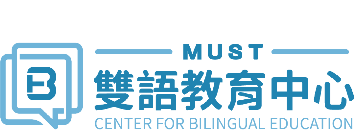 B
MUST
雙語教育中心
CENTER FOR BILINGUAL EDUCATION